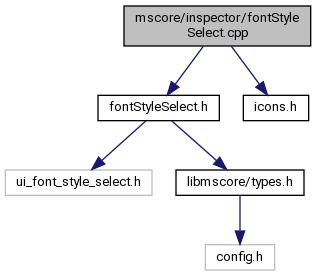 mscore/inspector/fontStyle
Select.cpp
fontStyleSelect.h
icons.h
ui_font_style_select.h
libmscore/types.h
config.h